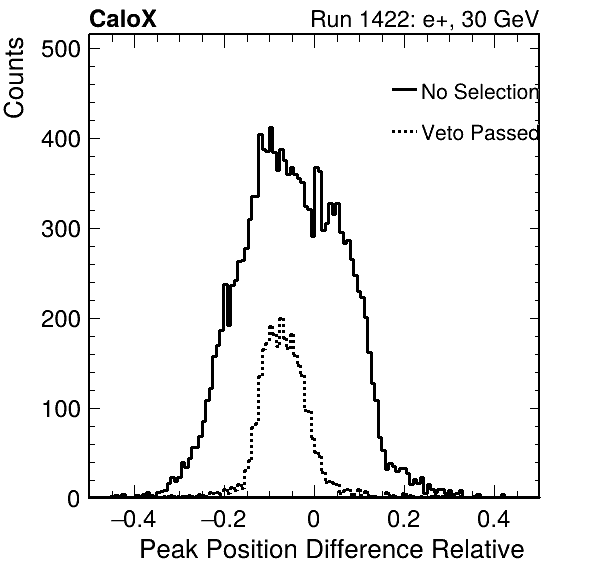 CaloX Run 1422: e+, 30 GeV
Counts
500
400
300
200
100
0
No Selection
Veto Passed
−0.4 −0.2 0 0.2 0.4
Peak Position Difference Relative